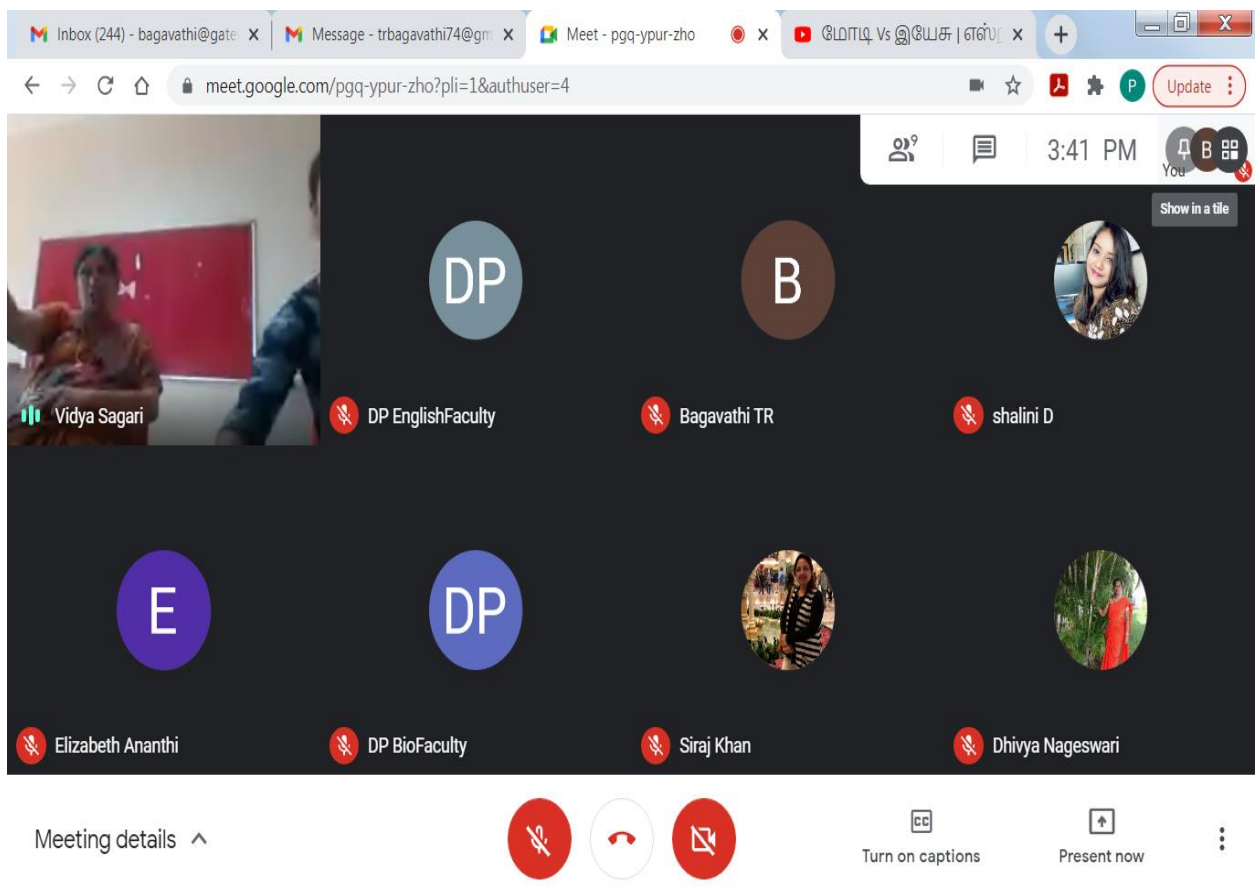 Inbox (244) - bagavathi@gate
Message - trbagavathi74@gm
Meet - pgq-ypur-zho
மோடி Vs இயேசு | எஸ்
meet.google.com/pgq-ypur-zho?pli=1&authuser=4
P
Update
9
3:41 PM
B
You
Show in a tile
DP
B
Vidya Sagari
DP EnglishFaculty
Bagavathi TR
shalini D
E
DP
Elizabeth Ananthi
DP BioFaculty
Siraj Khan
Dhivya Nageswari
Meeting details
CC
Turn on captions
Present now